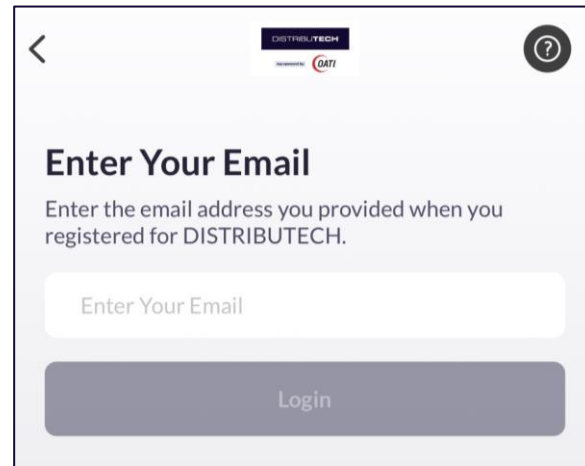 DISTRIBUTECH
OATI
?
Enter Your Email
Enter the email address you provided when you
registered for DISTRIBUTECH.
Enter Your Email
Login